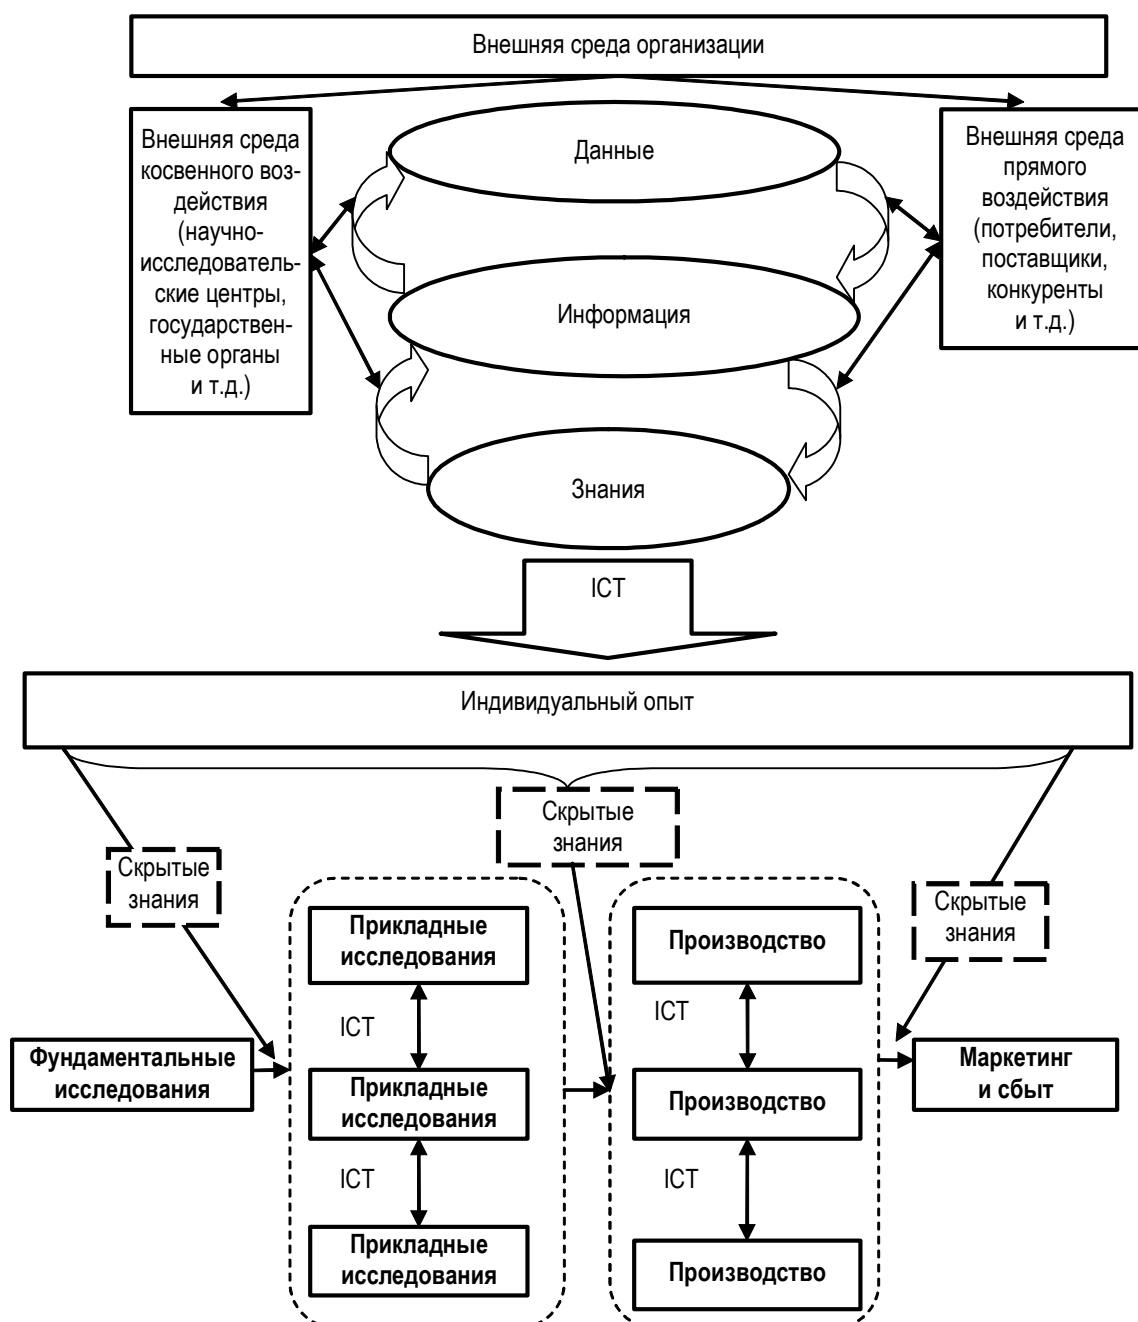 Внешняя среда организации
Внешняя среда
косвенного воз-
действия
(научно-
исследователь-
ские центры,
государствен-
ные органы
и т.д.)
Данные
Внешняя среда
прямого
воздействия
(потребители,
поставщики,
конкуренты
и т.д.)
Информация
Знания
ICT
Индивидуальный опыт
Скрытые
знания
Скрытые
знания
Скрытые
знания
Прикладные
исследования
Производство
ICT
ICT
Фундаментальные
исследования
Прикладные
исследования
Производство
Маркетинг
и сбыт
ICT
ICT
Прикладные
исследования
Производство